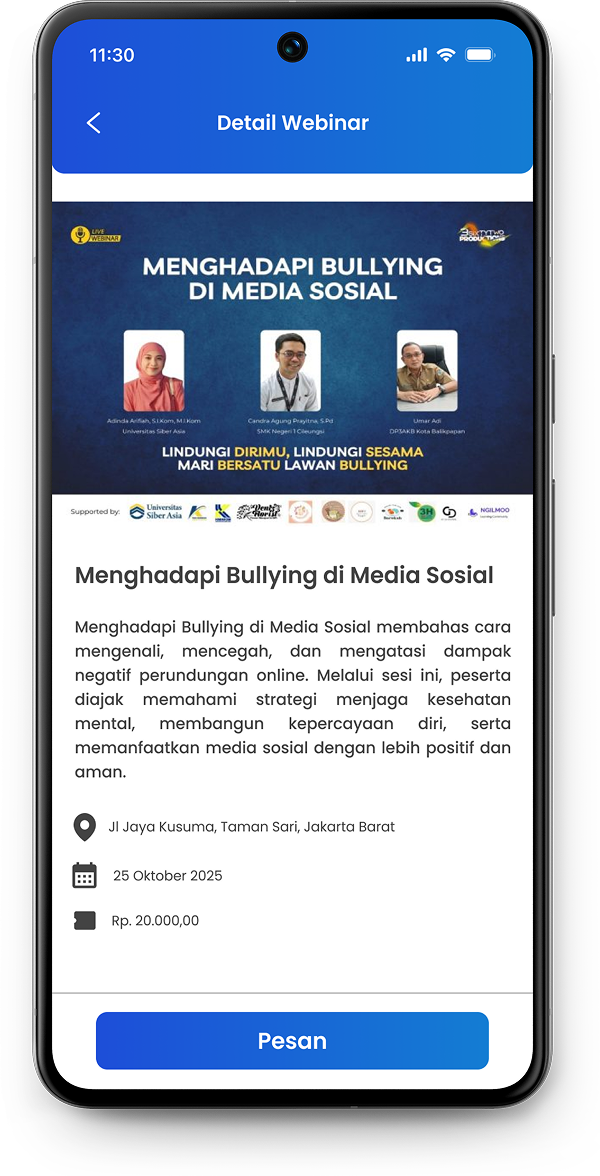 11:30
Detail Webinar
LIVE
WEBINAR
PRODUCTIONS
MENGHADAPI BULLYING
DI MEDIA SOSIAL
Adinda Arifiah, S.I.Kom, M.I.Kom
Universitas Siber Asia
Candra Agung Prayitna, S.Pd
SMK Negeri 1 Cileungsi
Umar Adi
DP3AKB Kota Balikpapan
LINDUNGI DIRIMU, LINDUNGI SESAMA
MARI BERSATU LAWAN BULLYING
Supported by:
Universitas
Siber Asia
3H
NGILMOO
Menghadapi Bullying di Media Sosial
Menghadapi Bullying di Media Sosial membahas cara
mengenali, mencegah, dan mengatasi dampak
negatif perundungan online. Melalui sesi ini, peserta
diajak memahami strategi menjaga kesehatan
mental, membangun kepercayaan diri, serta
memanfaatkan media sosial dengan lebih positif dan
aman.
Jl Jaya Kusuma, Taman Sari, Jakarta Barat
25 Oktober 2025
Rp. 20.000,00
Pesan